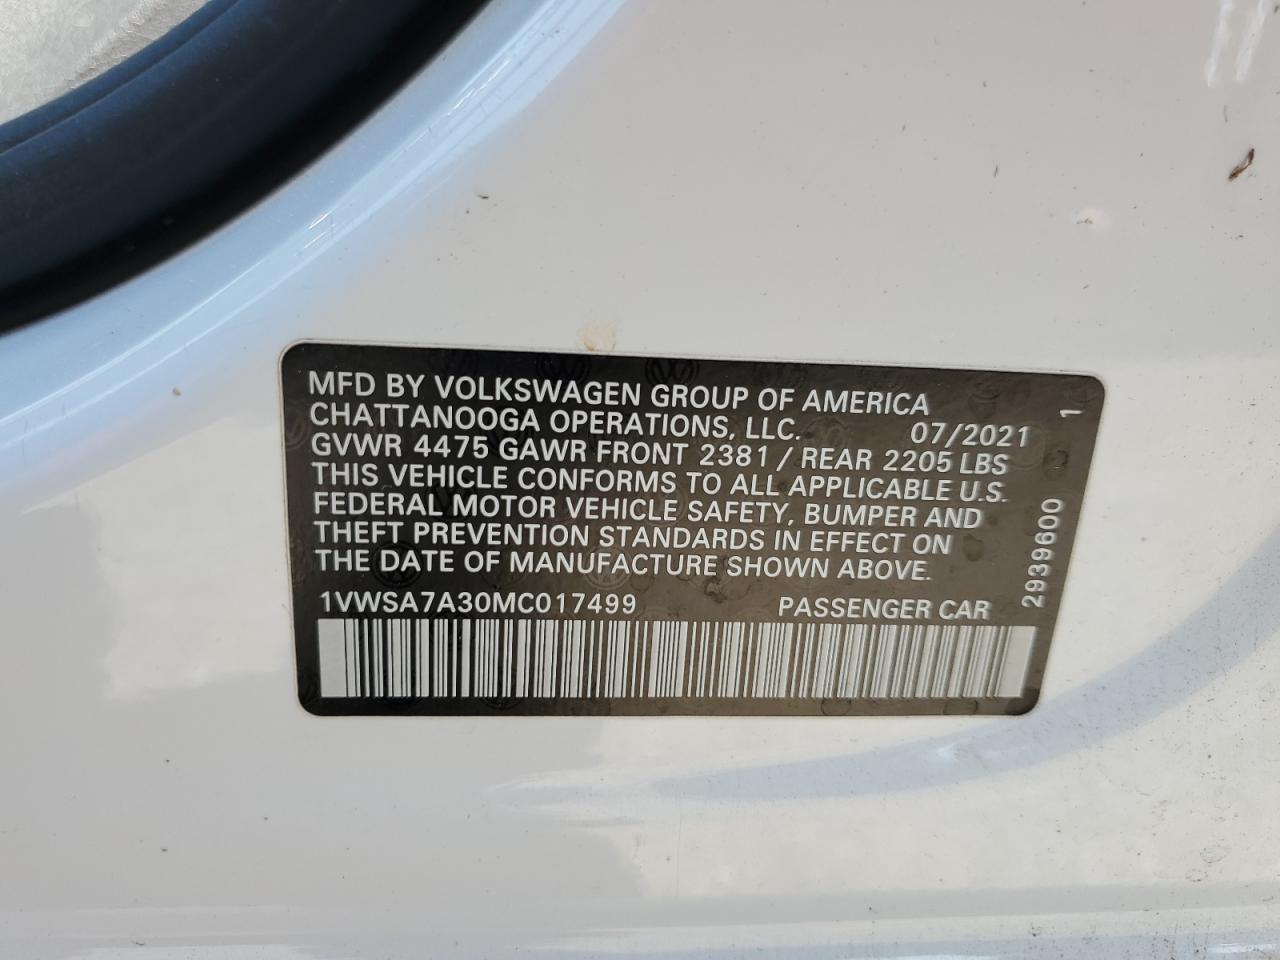 MFD BY VOLKSWAGEN GROUP OF AMERICA
CHATTANOOGA OPERATIONS, LLC. 07/2021
GVWR 4475 GAWR FRONT 2381 / REAR 2205 LBS
THIS VEHICLE CONFORMS TO ALL APPLICABLE U.S.
FEDERAL MOTOR VEHICLE SAFETY, BUMPER AND
THEFT PREVENTION STANDARDS IN EFFECT ON
THE DATE OF MANUFACTURE SHOWN ABOVE.
1VWSA7A30MC017499 PASSENGER CAR
2939600 1